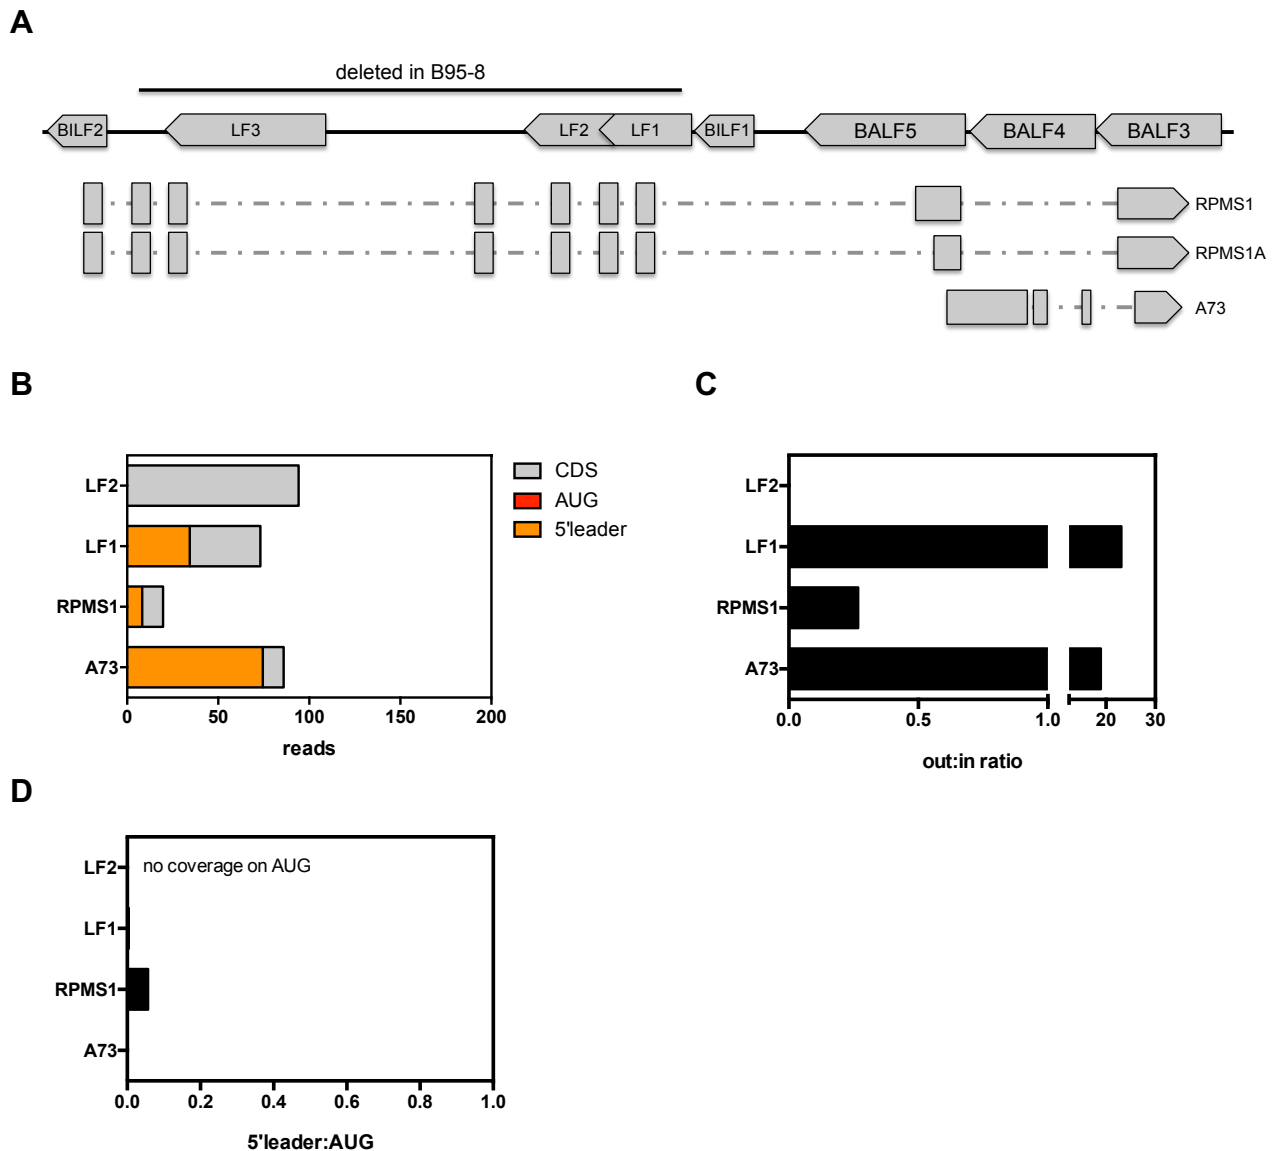 A
deleted in B95-8
BILF2 LF3 LF2 LF1 BILF1 BALF5 BALF4 BALF3
RPMS1
RPMS1A
A73
B
LF2
LF1
RPMS1
A73
0 50 100 150 200
reads
CDS
AUG
5'leader
C
LF2
LF1
RPMS1
A73
0.0 0.5 1.0 20 30
out:in ratio
D
LF2
no coverage on AUG
LF1
RPMS1
A73
0.0 0.2 0.4 0.6 0.8 1.0
5'leader:AUG